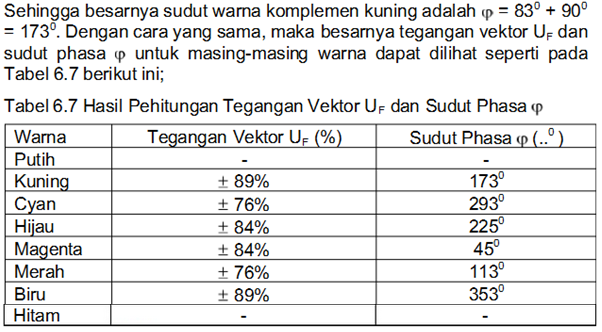 Sehingga besarnya sudut warna komplemen kuning adalah φ = 83⁰ + 90⁰
= 173⁰. Dengan cara yang sama, maka besarnya tegangan vektor U_F dan
sudut phasa φ untuk masing-masing warna dapat dilihat seperti pada
Tabel 6.7 berikut ini;
Tabel 6.7 Hasil Pehitungan Tegangan Vektor U_F dan Sudut Phasa φ
Warna Tegangan Vektor U_F (%) Sudut Phasa φ (..⁰ )
Putih - -
Kuning ± 89% 173⁰
Cyan ± 76% 293⁰
Hijau ± 84% 225⁰
Magenta ± 84% 45⁰
Merah ± 76% 113⁰
Biru ± 89% 353⁰
Hitam - -